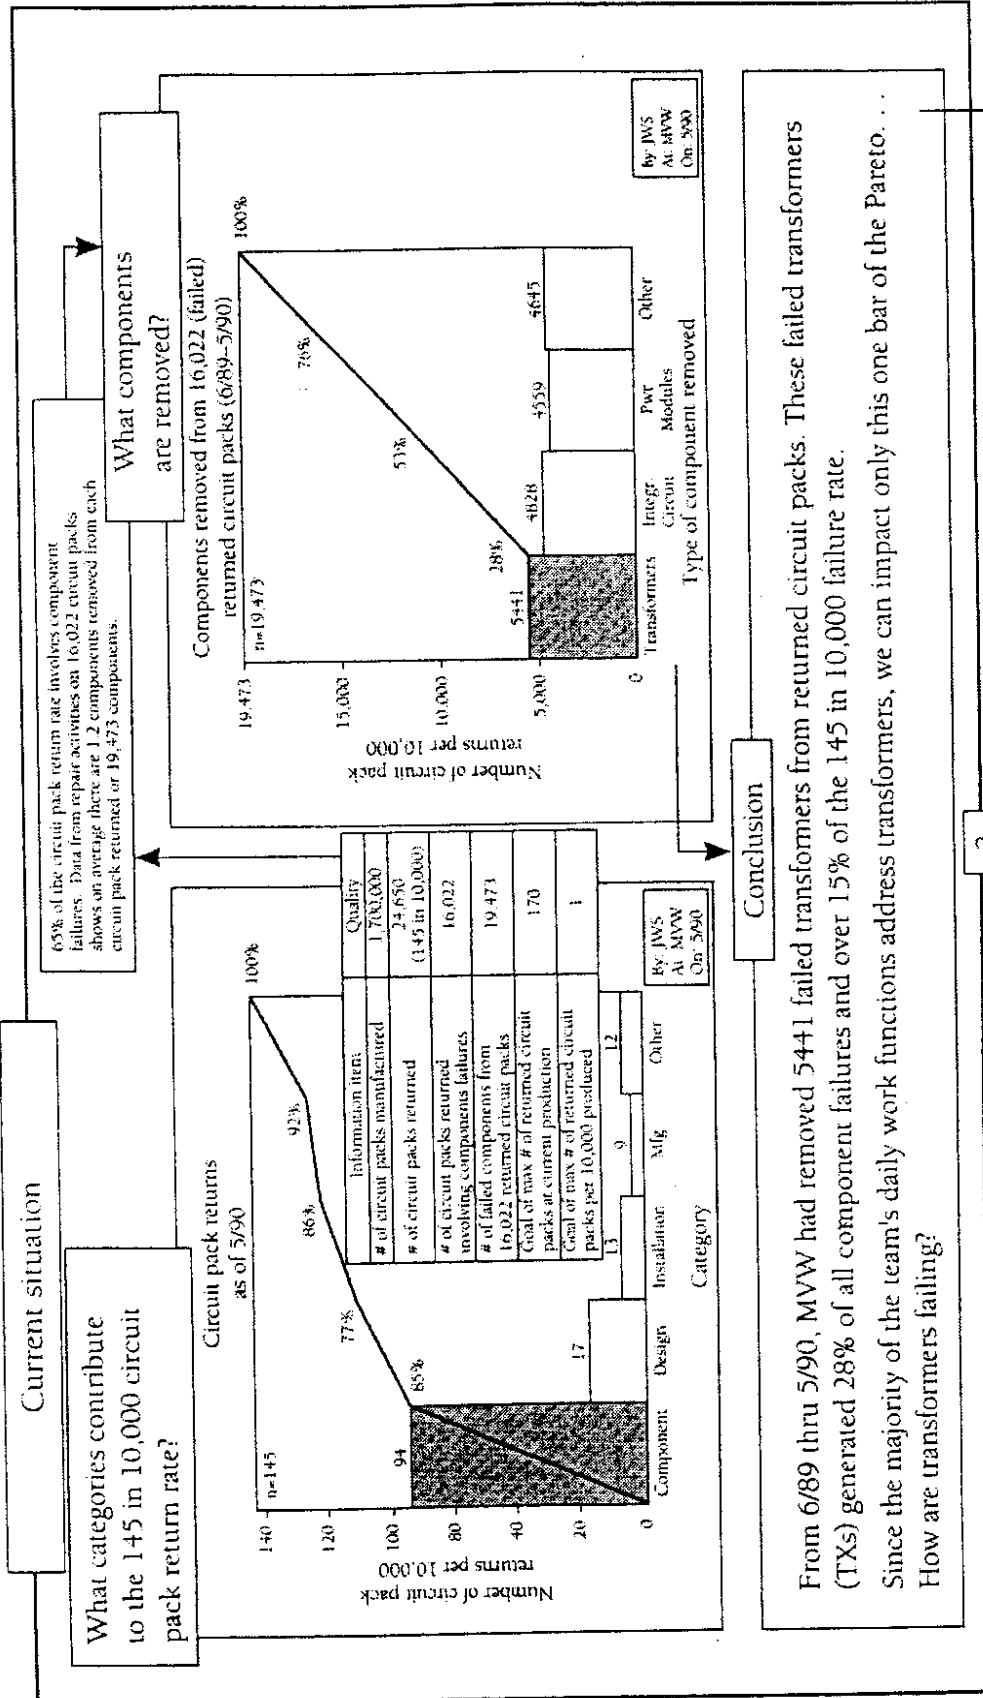 Current situation
What categories contribute
to the 145 in 10,000 circuit
pack return rate?
Circuit pack returns
as of 5/90
n=145
Number of circuit pack
returns per 10,000
140
120
100
80
60
40
20
0
94
85%
77%
86%
92%
100%
17
13
9
12
Component
Design
Installation
Mfg
Other
Category
Information item
Quality
# of circuit packs manufactured
1,700,000
# of circuit packs returned
24,650
(145 in 10,000)
# of circuit packs returned
involving components failures
16,022
# of failed components from
16,022 returned circuit packs
19,473
Goal of max # of returned circuit
packs at current production
170
Goal of max # of returned circuit
packs per 10,000 produced
1
By: JWS
At: MVW
On: 5/90
65% of the circuit pack return rate involves component
failures. Data from repair activities on 16,022 circuit packs
shows on average there are 1.2 components removed from each
circuit pack returned or 19,473 components.
What components
are removed?
Components removed from 16,022 (failed)
returned circuit packs (6/89–5/90)
n=19,473
Number of circuit pack
returns per 10,000
19,473
15,000
10,000
5,000
0
5441
28%
53%
76%
100%
4828
4559
4645
Transformers
Integr.
Circuit
Pwr
Modules
Other
Type of component removed
By: JWS
At: MVW
On: 5/90
Conclusion
From 6/89 thru 5/90, MVW had removed 5441 failed transformers from returned circuit packs. These failed transformers
(TXs) generated 28% of all component failures and over 15% of the 145 in 10,000 failure rate.
Since the majority of the team's daily work functions address transformers, we can impact only this one bar of the Pareto. . .
How are transformers failing?